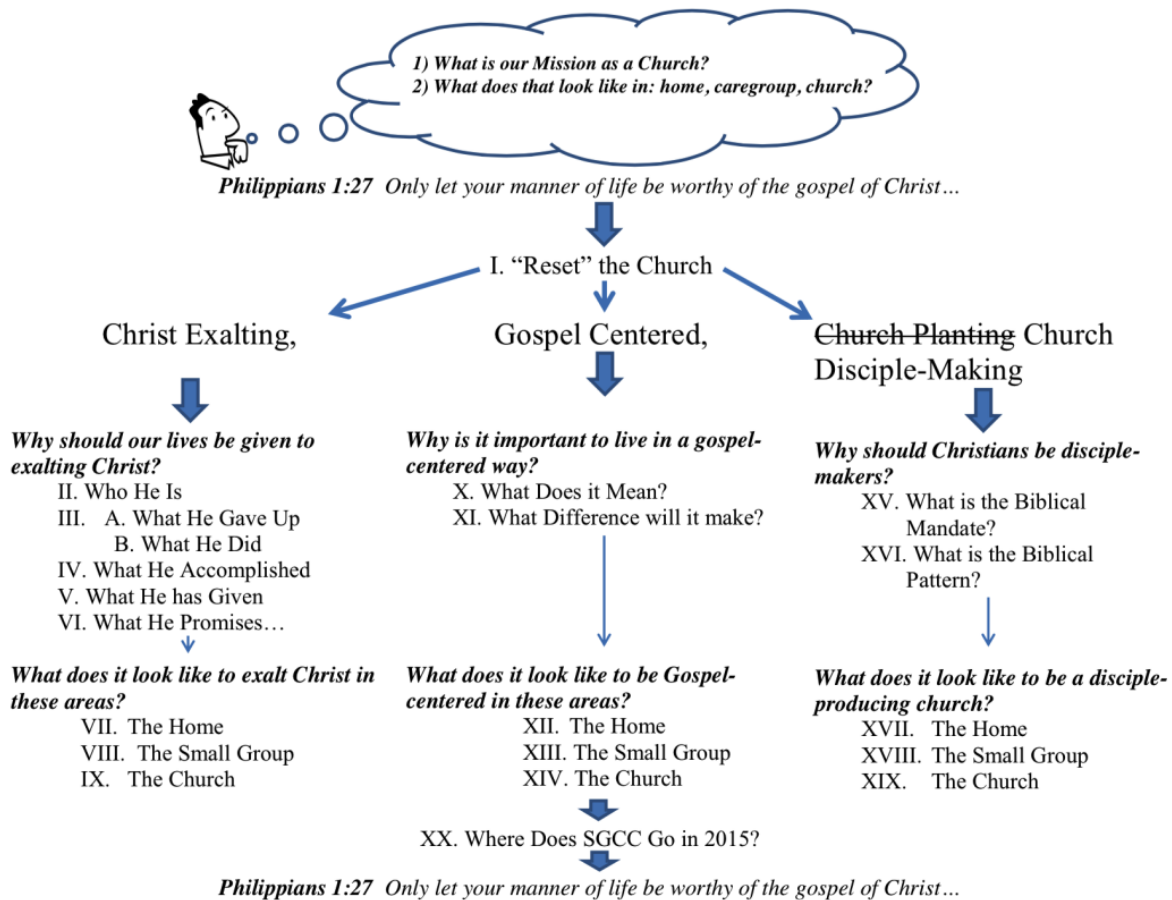 1) What is our Mission as a Church?
2) What does that look like in: home, caregroup, church?
Philippians 1:27 Only let your manner of life be worthy of the gospel of Christ…
I. “Reset” the Church
Christ Exalting,
Why should our lives be given to
exalting Christ?
II. Who He Is
III. A. What He Gave Up
B. What He Did
IV. What He Accomplished
V. What He has Given
VI. What He Promises…
What does it look like to exalt Christ in
these areas?
VII. The Home
VIII. The Small Group
IX. The Church
Gospel Centered,
Why is it important to live in a gospel-
centered way?
X. What Does it Mean?
XI. What Difference will it make?
What does it look like to be Gospel-
centered in these areas?
XII. The Home
XIII. The Small Group
XIV. The Church
Church Planting Church
Disciple-Making
Why should Christians be disciple-
makers?
XV. What is the Biblical
Mandate?
XVI. What is the Biblical
Pattern?
What does it look like to be a disciple-
producing church?
XVII. The Home
XVIII. The Small Group
XIX. The Church
XX. Where Does SGCC Go in 2015?
Philippians 1:27 Only let your manner of life be worthy of the gospel of Christ…